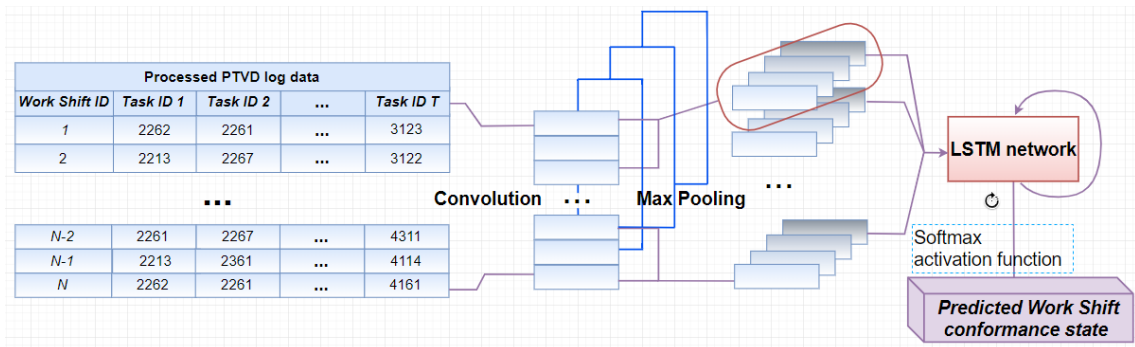 Processed PTVD log data
Work Shift ID Task ID 1 Task ID 2 ... Task ID T
1 2262 2261 ... 3123
2 2213 2267 ... 3122
...
N-2 2261 2267 ... 4311
N-1 2213 2361 ... 4114
N 2262 2261 ... 4161
Convolution ... Max Pooling ...
LSTM network
Softmax
activation function
Predicted Work Shift
conformance state